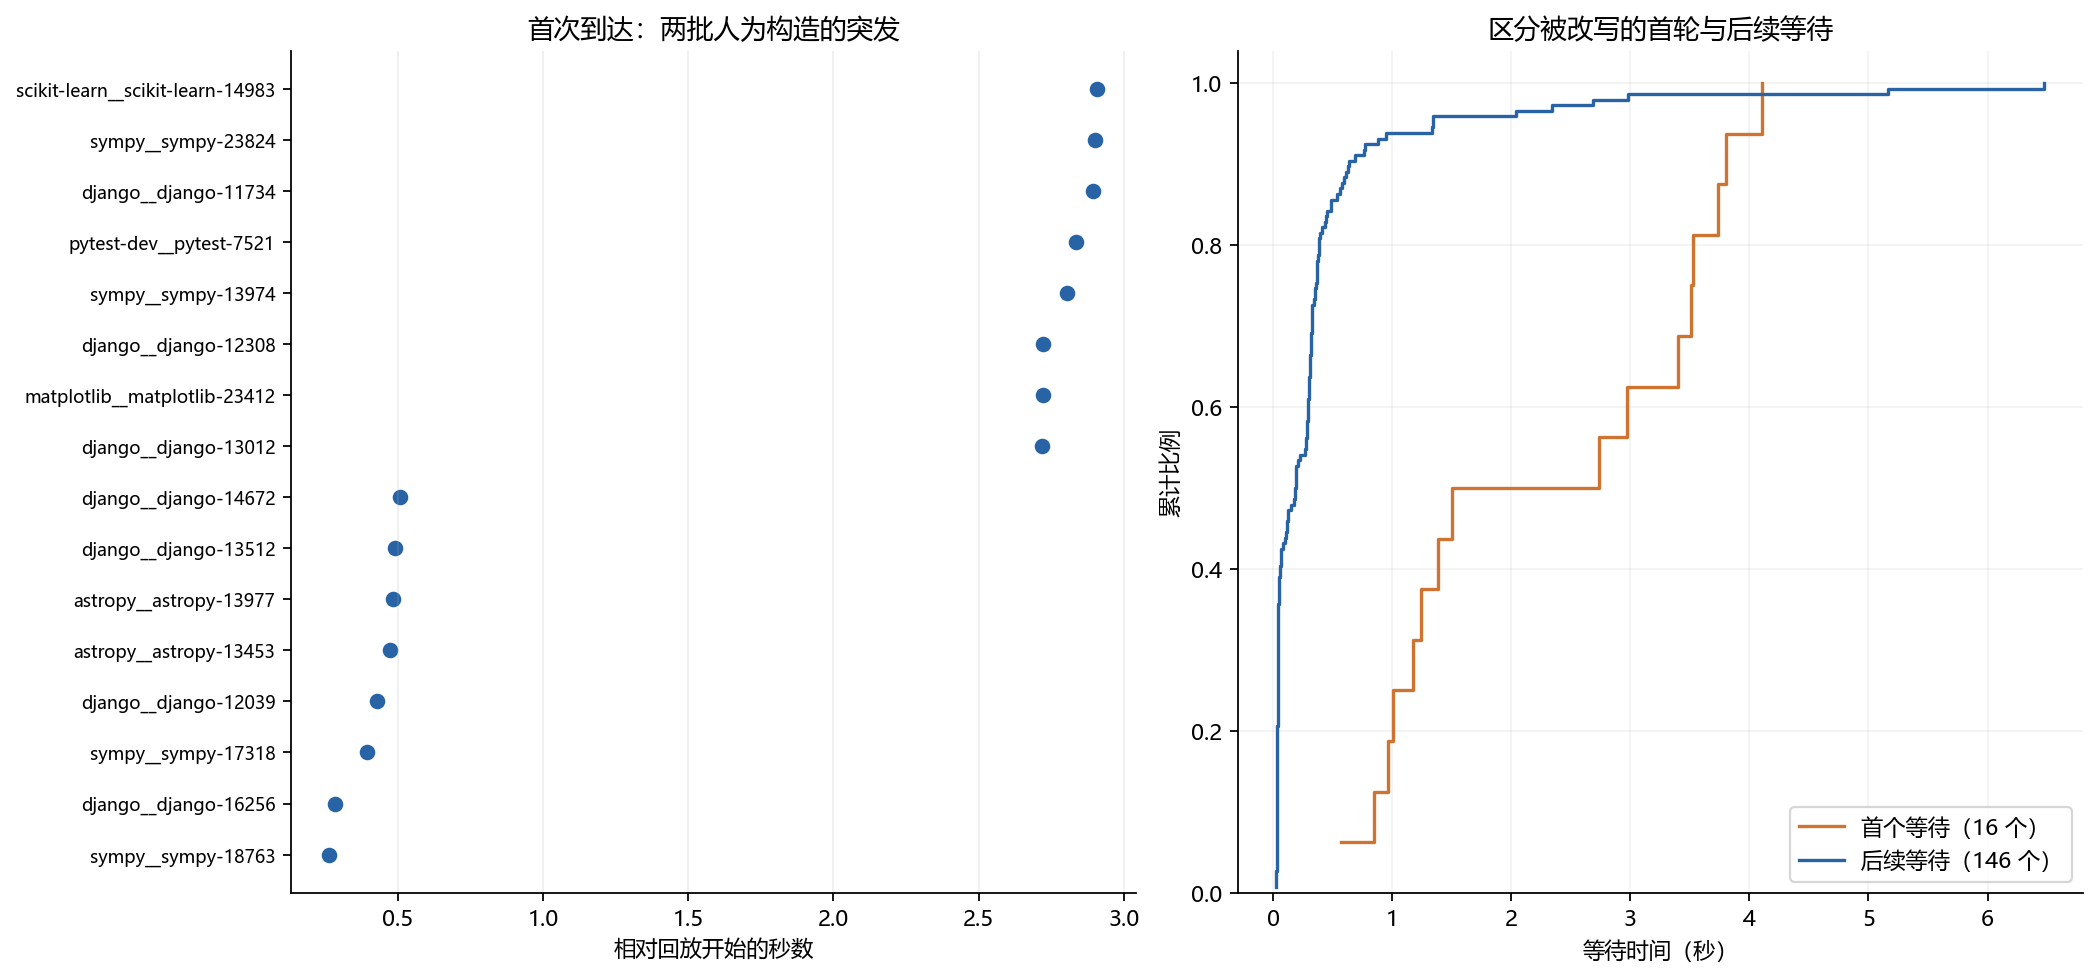 首次到达：两批人为构造的突发
scikit-learn__scikit-learn-14983
sympy__sympy-23824
django__django-11734
pytest-dev__pytest-7521
sympy__sympy-13974
django__django-12308
matplotlib__matplotlib-23412
django__django-13012
django__django-14672
django__django-13512
astropy__astropy-13977
astropy__astropy-13453
django__django-12039
sympy__sympy-17318
django__django-16256
sympy__sympy-18763
0.5 1.0 1.5 2.0 2.5 3.0
相对回放开始的秒数
区分被改写的首轮与后续等待
累计比例
1.0
0.8
0.6
0.4
0.2
0.0
首个等待（16 个）
后续等待（146 个）
0 1 2 3 4 5 6
等待时间（秒）